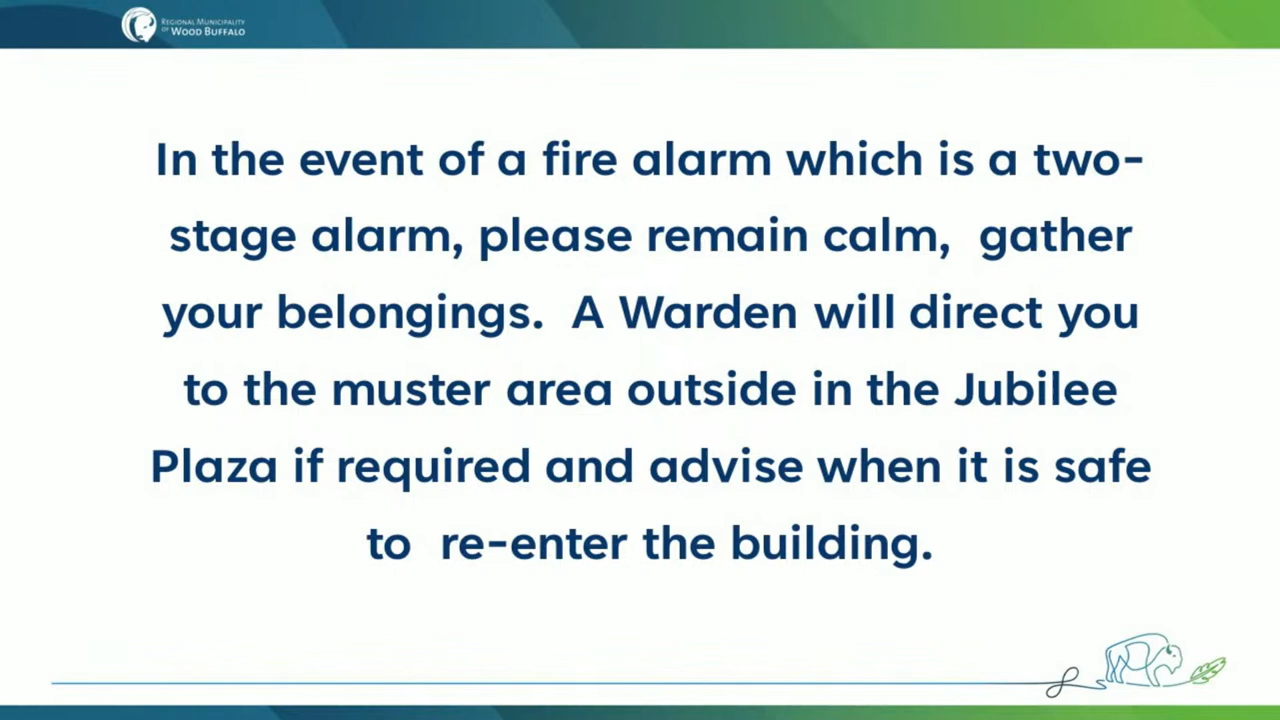 REGIONAL MUNICIPALITY
OF WOOD BUFFALO
In the event of a fire alarm which is a two-
stage alarm, please remain calm,  gather
your belongings.  A Warden will direct you
to the muster area outside in the Jubilee
Plaza if required and advise when it is safe
to  re-enter the building.